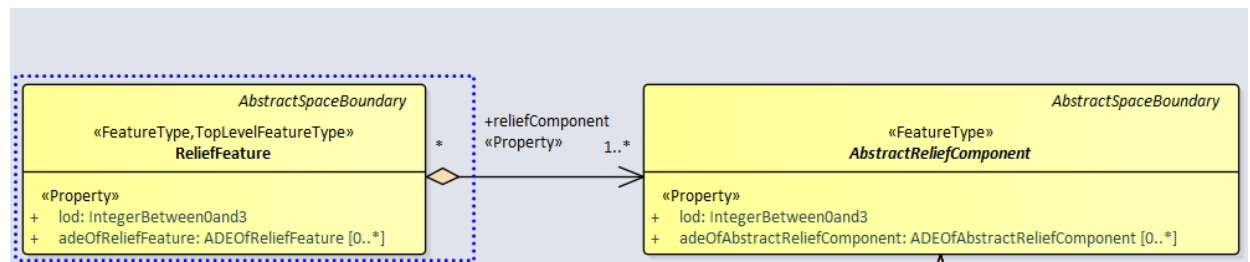 AbstractSpaceBoundary
«FeatureType,TopLevelFeatureType»
ReliefFeature
«Property»
+ lod: IntegerBetween0and3
+ adeOfReliefFeature: ADEOfReliefFeature [0..*]
*
+reliefComponent
«Property»
1..*
AbstractSpaceBoundary
«FeatureType»
AbstractReliefComponent
«Property»
+ lod: IntegerBetween0and3
+ adeOfAbstractReliefComponent: ADEOfAbstractReliefComponent [0..*]